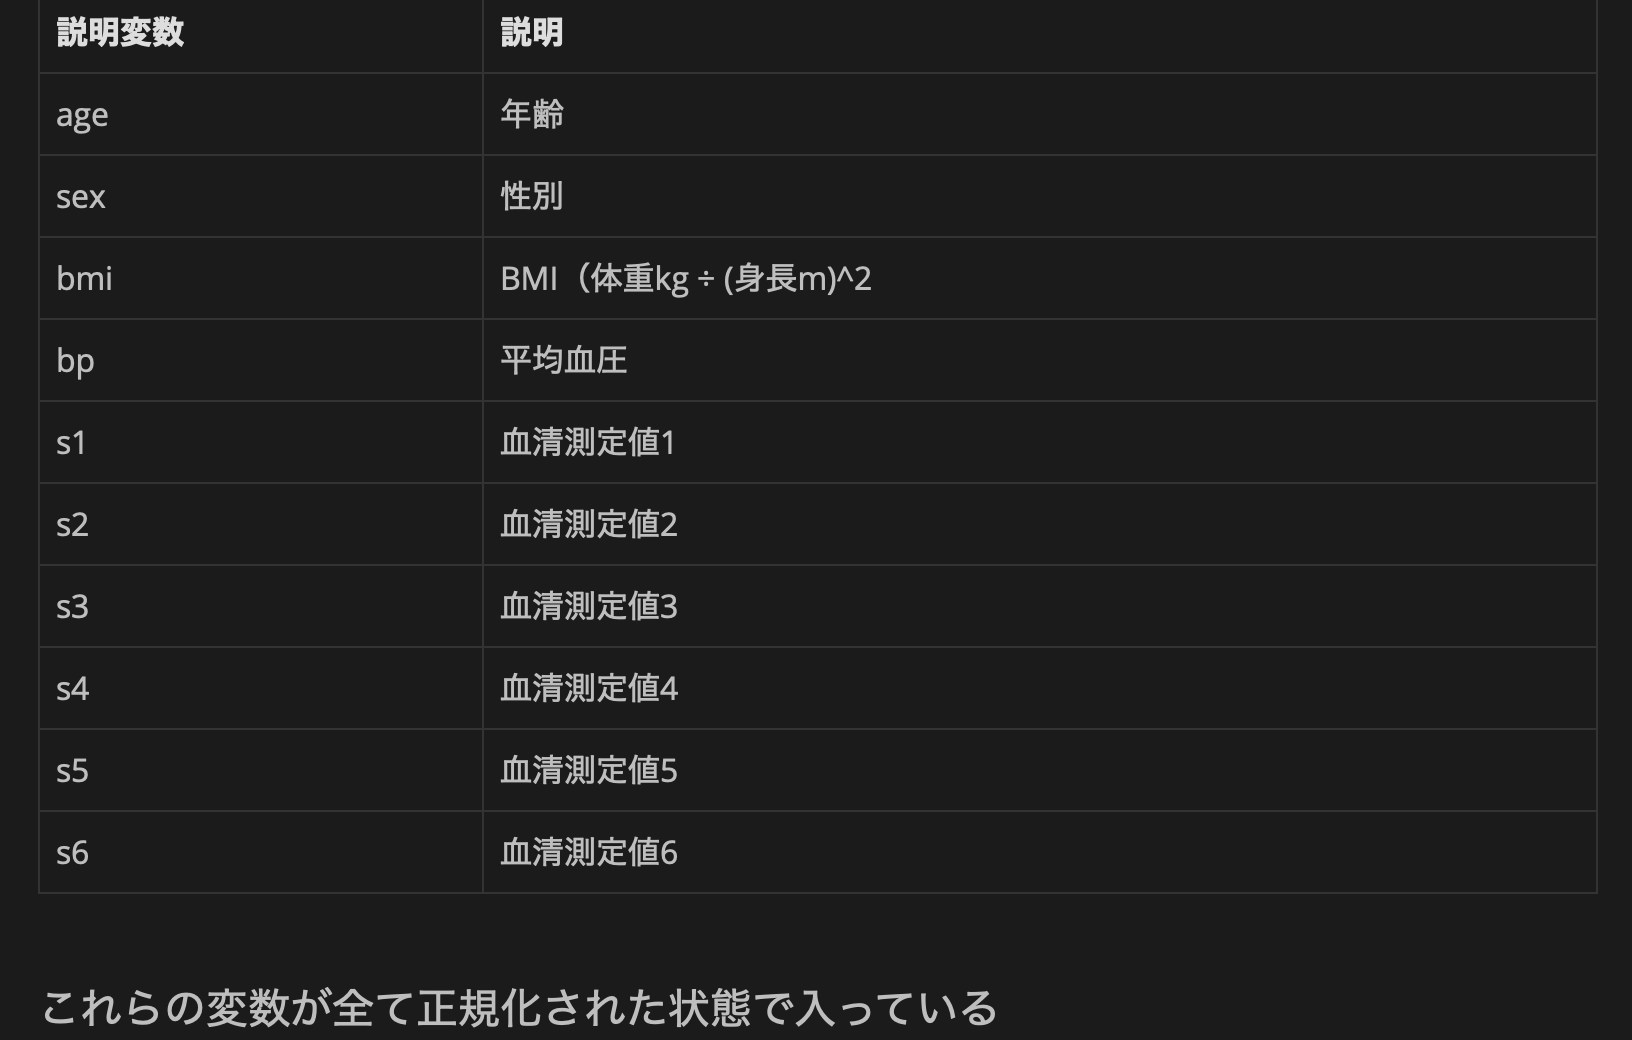 説明変数 説明
age 年齢
sex 性別
bmi BMI（体重kg ÷ (身長m)^2
bp 平均血圧
s1 血清測定値1
s2 血清測定値2
s3 血清測定値3
s4 血清測定値4
s5 血清測定値5
s6 血清測定値6
これらの変数が全て正規化された状態で入っている